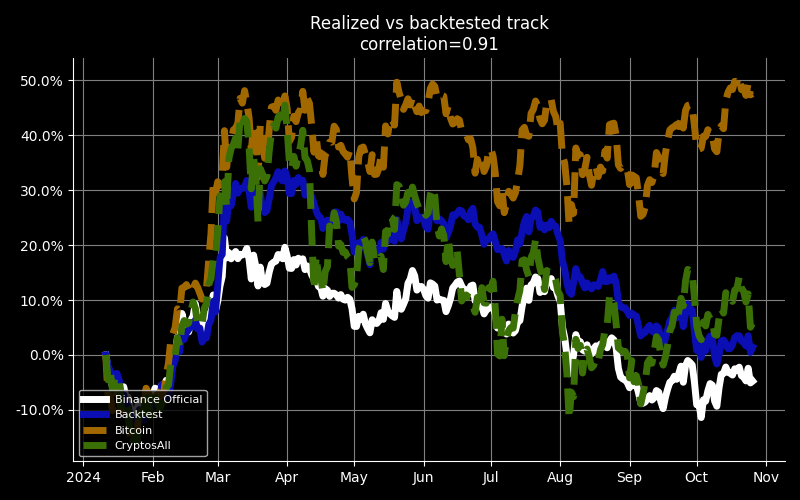 Realized vs backtested track
correlation=0.91
50.0%
40.0%
30.0%
20.0%
10.0%
0.0%
-10.0%
Binance Official
Backtest
Bitcoin
CryptosAll
2024 Feb Mar Apr May Jun Jul Aug Sep Oct Nov